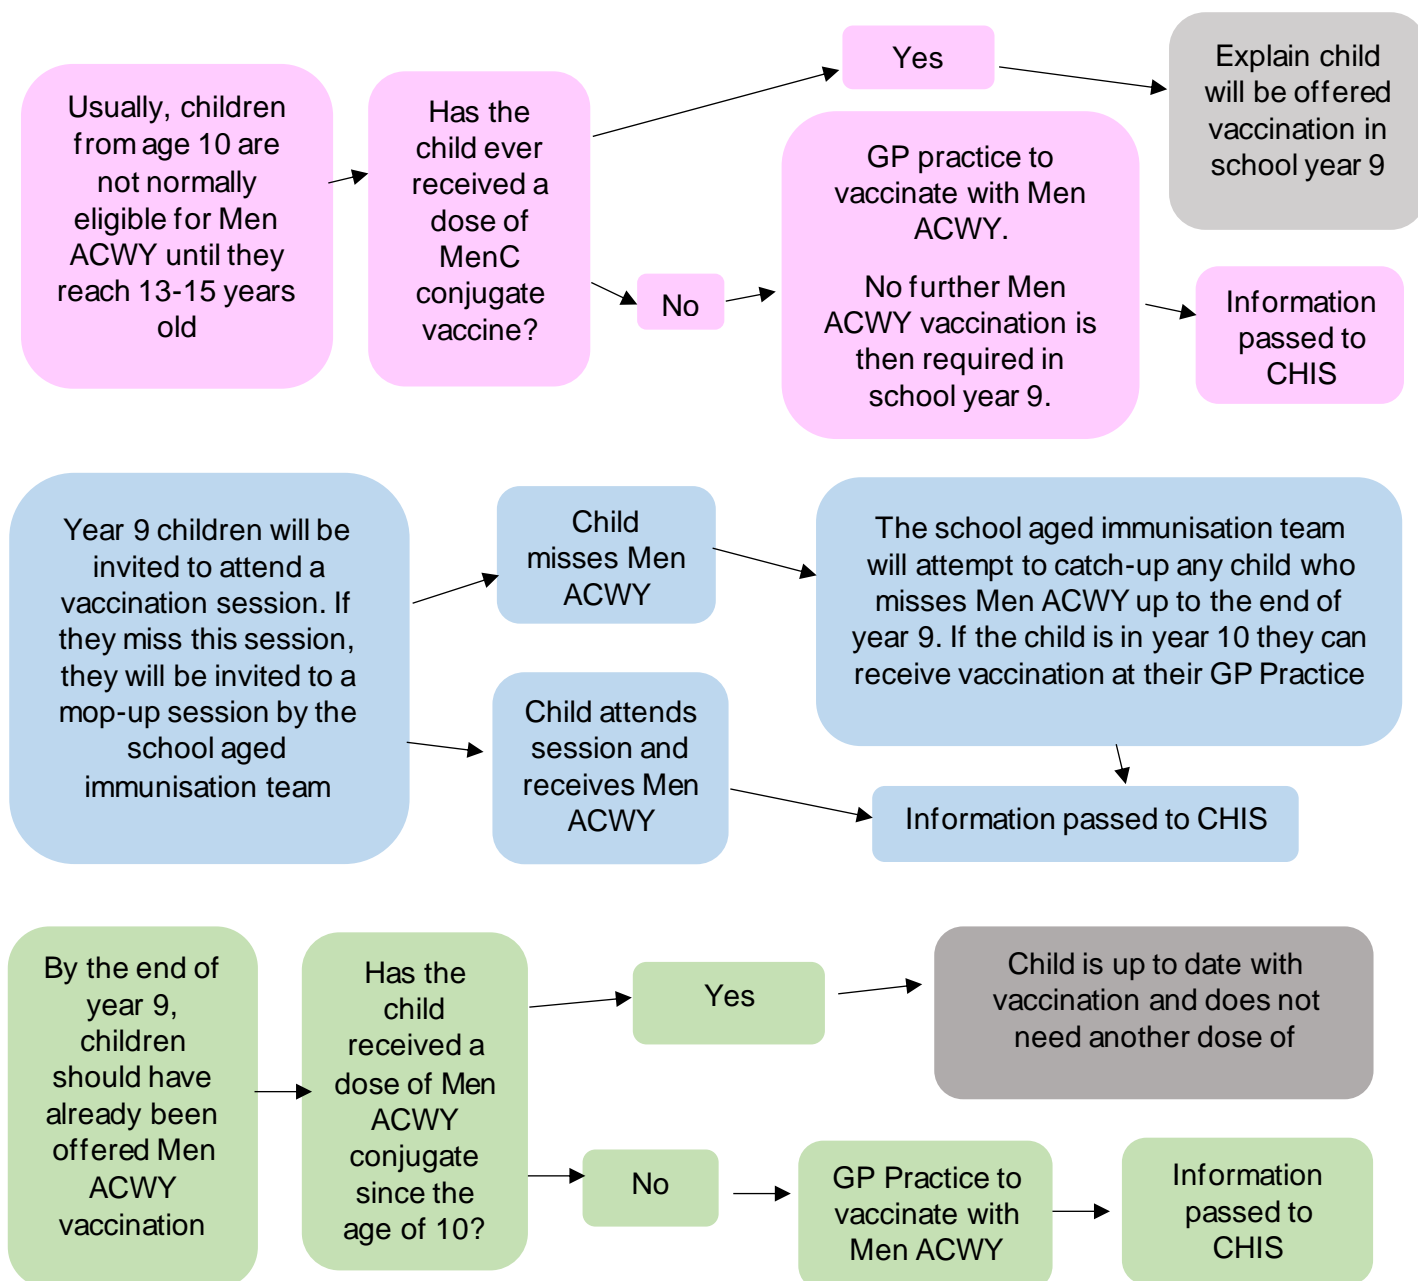 Usually, children
from age 10 are
not normally
eligible for Men
ACWY until they
reach 13-15 years
old
Has the
child ever
received a
dose of
MenC
conjugate
vaccine?
Yes
Explain child
will be offered
vaccination in
school year 9
No
GP practice to
vaccinate with Men
ACWY.
No further Men
ACWY vaccination is
then required in
school year 9.
Information
passed to
CHIS
Year 9 children will be
invited to attend a
vaccination session. If
they miss this session,
they will be invited to a
mop-up session by the
school aged
immunisation team
Child
misses Men
ACWY
The school aged immunisation team
will attempt to catch-up any child who
misses Men ACWY up to the end of
year 9. If the child is in year 10 they can
receive vaccination at their GP Practice
Child attends
session and
receives Men
ACWY
Information passed to CHIS
By the end of
year 9,
children
should have
already been
offered Men
ACWY
vaccination
Has the
child
received a
dose of Men
ACWY
conjugate
since the
age of 10?
Yes
Child is up to date with
vaccination and does not
need another dose of
No
GP Practice to
vaccinate with
Men ACWY
Information
passed to
CHIS